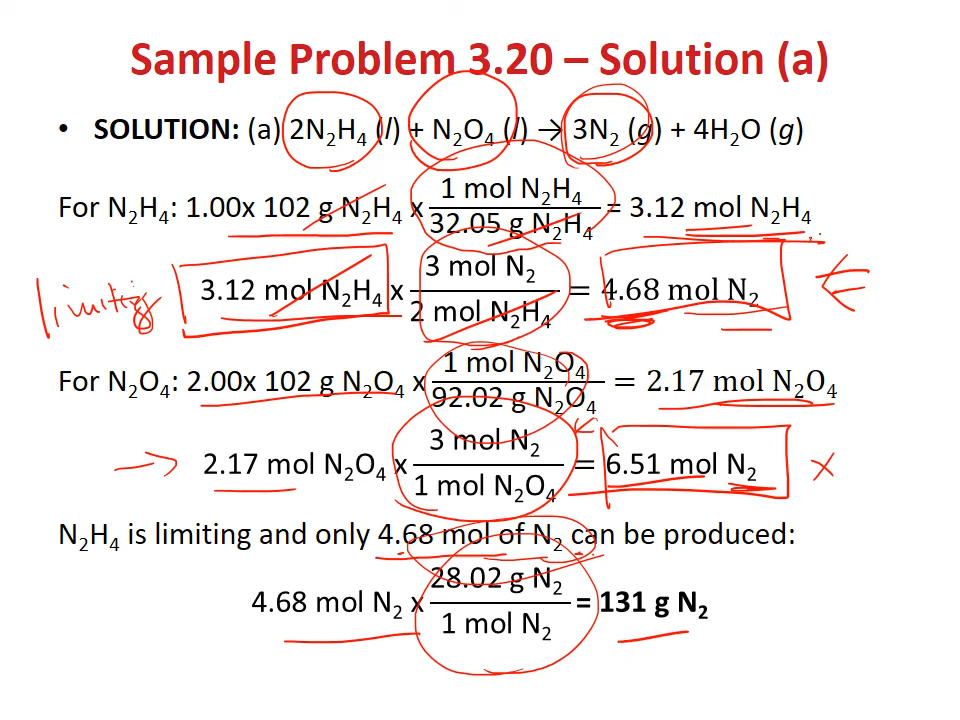 Sample Problem 3.20 – Solution (a)
• SOLUTION: (a) 2N₂H₄ (l) + N₂O₄ (l) → 3N₂ (g) + 4H₂O (g)
For N₂H₄: 1.00x 102 g N₂H₄ x 1 mol N₂H₄ / 32.05 g N₂H₄ = 3.12 mol N₂H₄
limiting 3.12 mol N₂H₄ x 3 mol N₂ / 2 mol N₂H₄ = 4.68 mol N₂
For N₂O₄: 2.00x 102 g N₂O₄ x 1 mol N₂O₄ / 92.02 g N₂O₄ = 2.17 mol N₂O₄
→ 2.17 mol N₂O₄ x 3 mol N₂ / 1 mol N₂O₄ = 6.51 mol N₂ x
N₂H₄ is limiting and only 4.68 mol of N₂ can be produced:
4.68 mol N₂ x 28.02 g N₂ / 1 mol N₂ = 131 g N₂